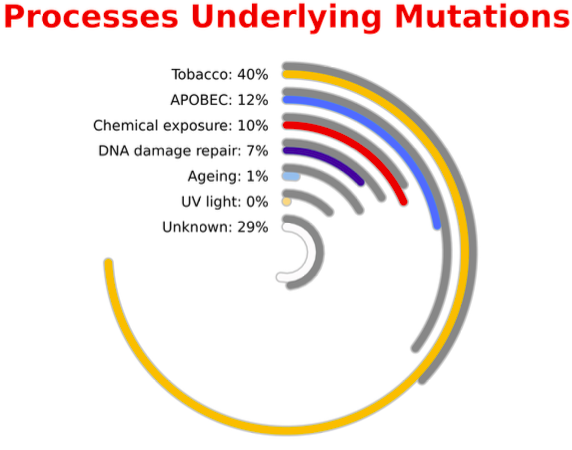 Processes Underlying Mutations
Tobacco: 40%
APOBEC: 12%
Chemical exposure: 10%
DNA damage repair: 7%
Ageing: 1%
UV light: 0%
Unknown: 29%